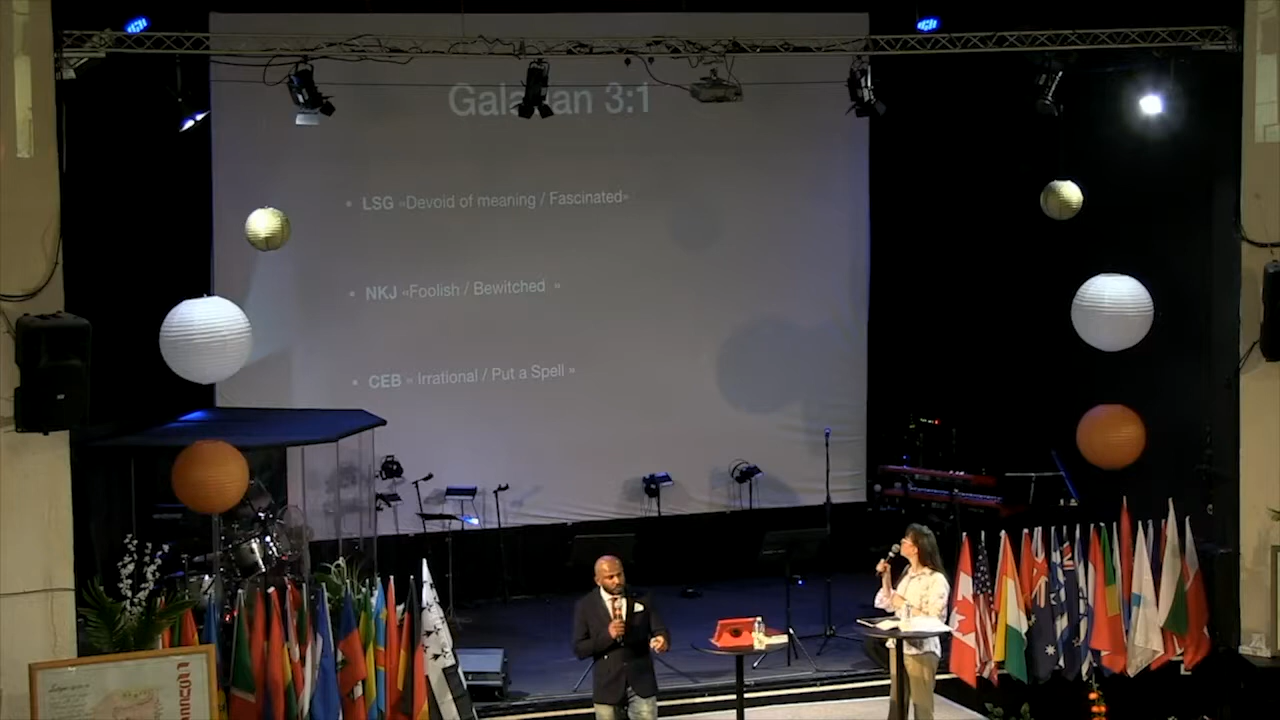 Galatian 3:1
• LSG «Devoid of meaning / Fascinated»
• NKJ «Foolish / Bewitched »
• CEB » Irrational / Put a Spell »